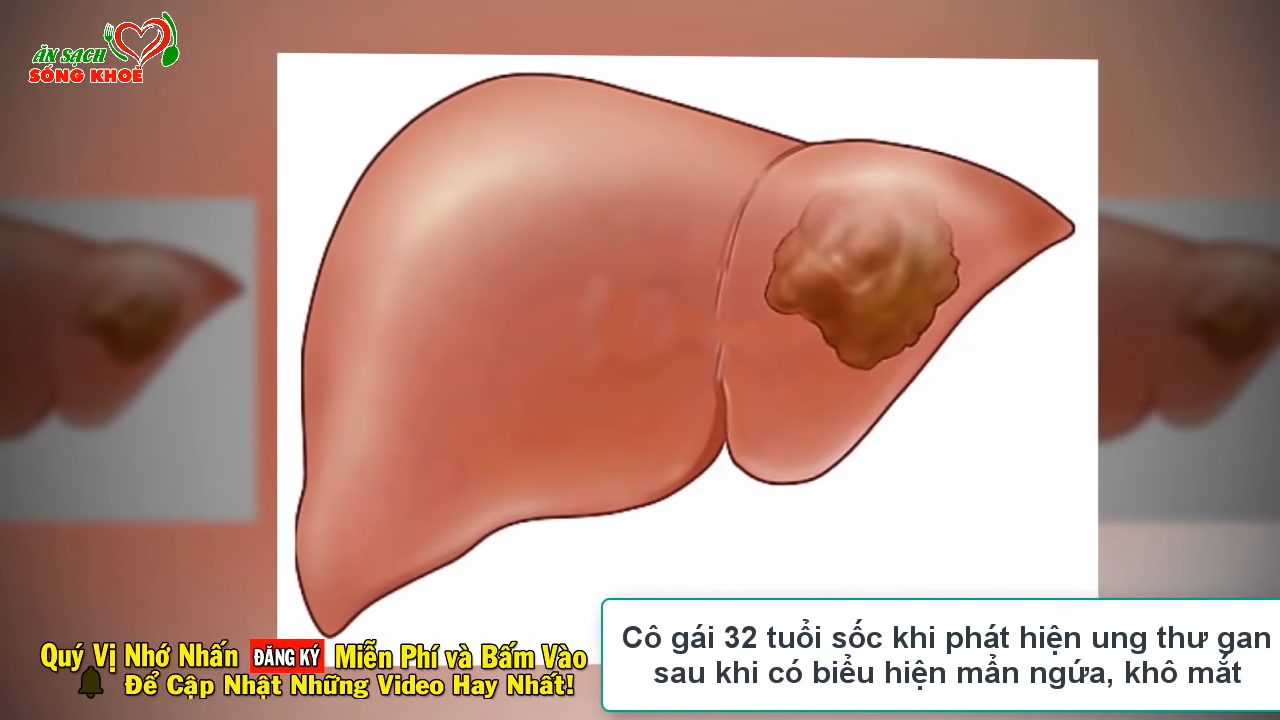 ĂN SẠCH
SỐNG KHOẺ
Quý Vị Nhớ Nhấn ĐĂNG KÝ Miễn Phí và Bấm Vào
Để Cập Nhật Những Video Hay Nhất!
Cô gái 32 tuổi sốc khi phát hiện ung thư gan
sau khi có biểu hiện mẩn ngứa, khô mắt